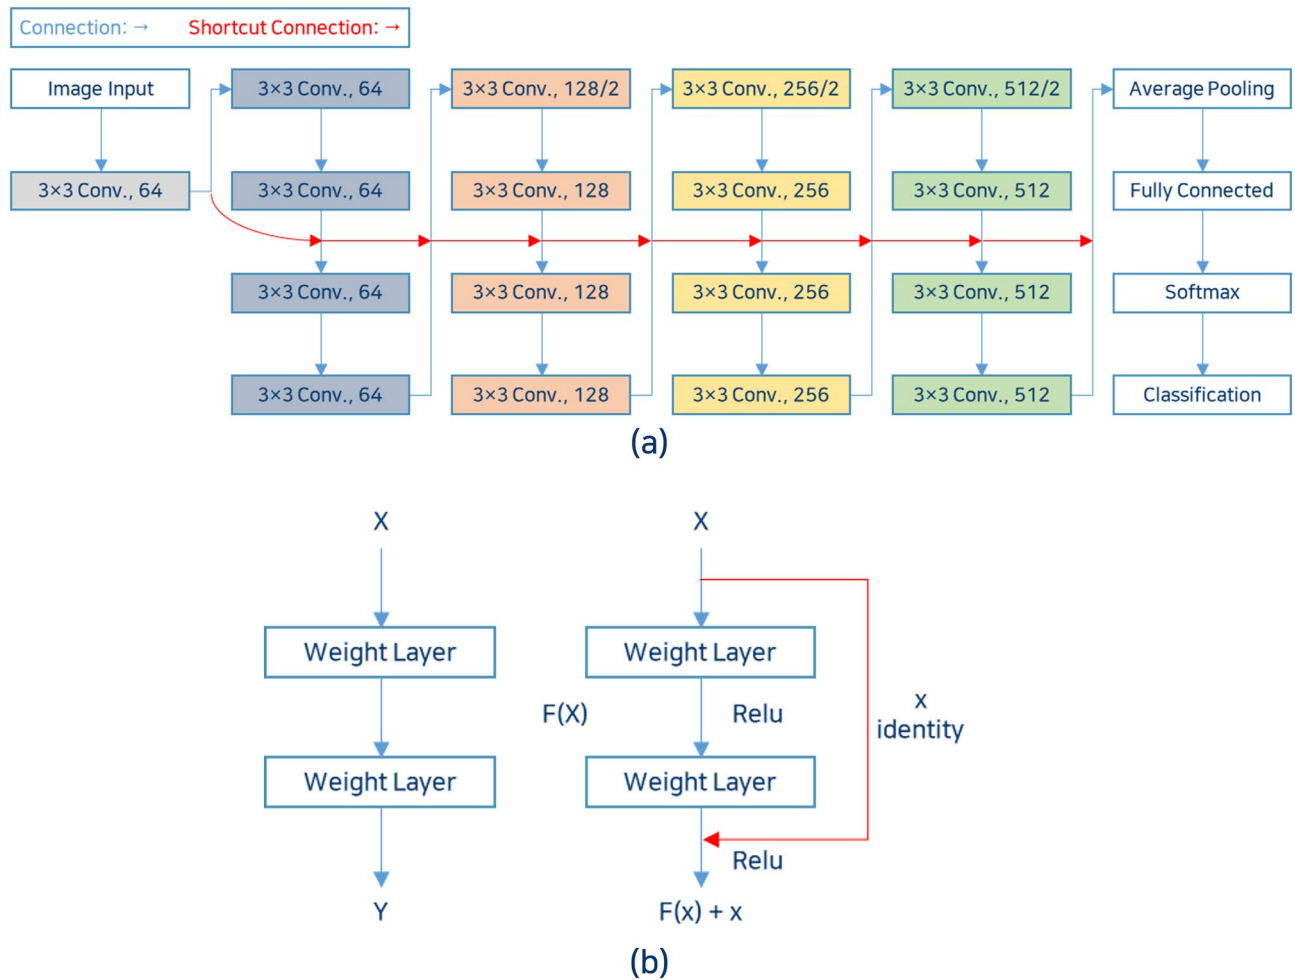 Connection: → Shortcut Connection: →
Image Input
3×3 Conv., 64
3×3 Conv., 64
3×3 Conv., 64
3×3 Conv., 64
3×3 Conv., 64
3×3 Conv., 128/2
3×3 Conv., 128
3×3 Conv., 128
3×3 Conv., 128
3×3 Conv., 256/2
3×3 Conv., 256
3×3 Conv., 256
3×3 Conv., 256
3×3 Conv., 512/2
3×3 Conv., 512
3×3 Conv., 512
3×3 Conv., 512
Average Pooling
Fully Connected
Softmax
Classification
(a)
X
Weight Layer
Weight Layer
Y
X
Weight Layer
F(X)
Relu
Weight Layer
Relu
F(x) + x
x
identity
(b)